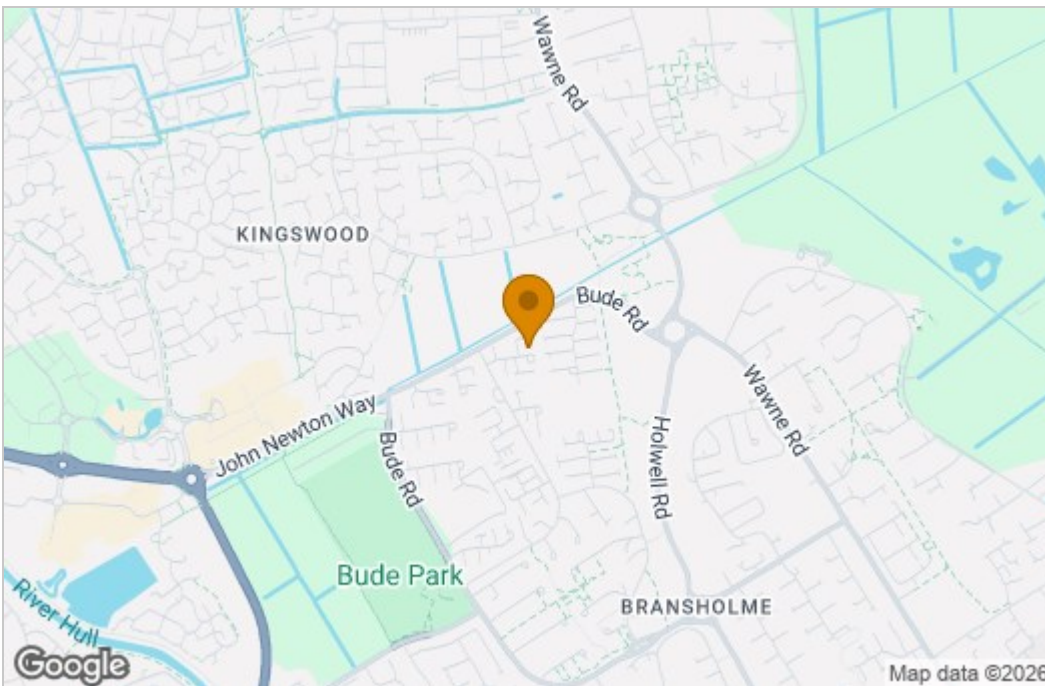 Wawne Rd
KINGSWOOD
Bude Rd
John Newton Way
Wawne Rd
Bude Rd
Holwell Rd
Bude Park
BRANSHOLME
River Hull
Google
Map data ©2026